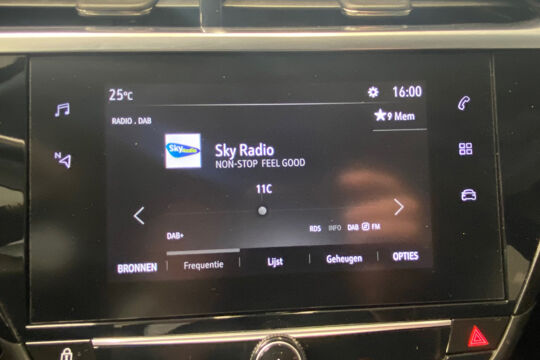 25°C
16:00
RADIO . DAB
★9 Mem
N
Sky Radio
Sky Radio
NON-STOP FEEL GOOD
11C
DAB+
RDS INFO DAB FM
BRONNEN Frequentie Lijst Geheugen OPTIES